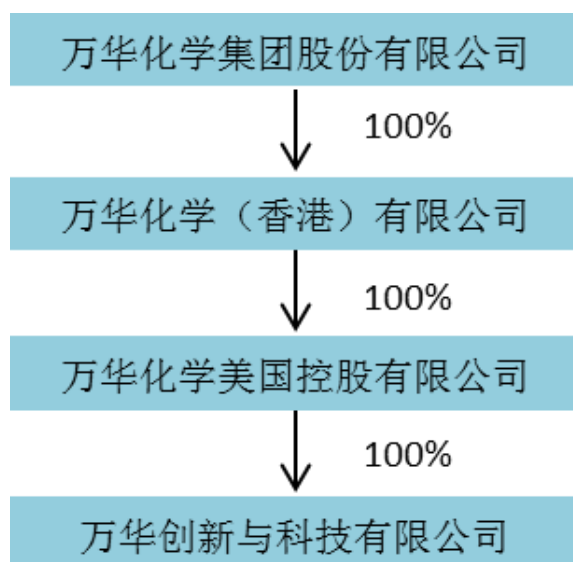 万华化学集团股份有限公司
100%
万华化学（香港）有限公司
100%
万华化学美国控股有限公司
100%
万华创新与科技有限公司